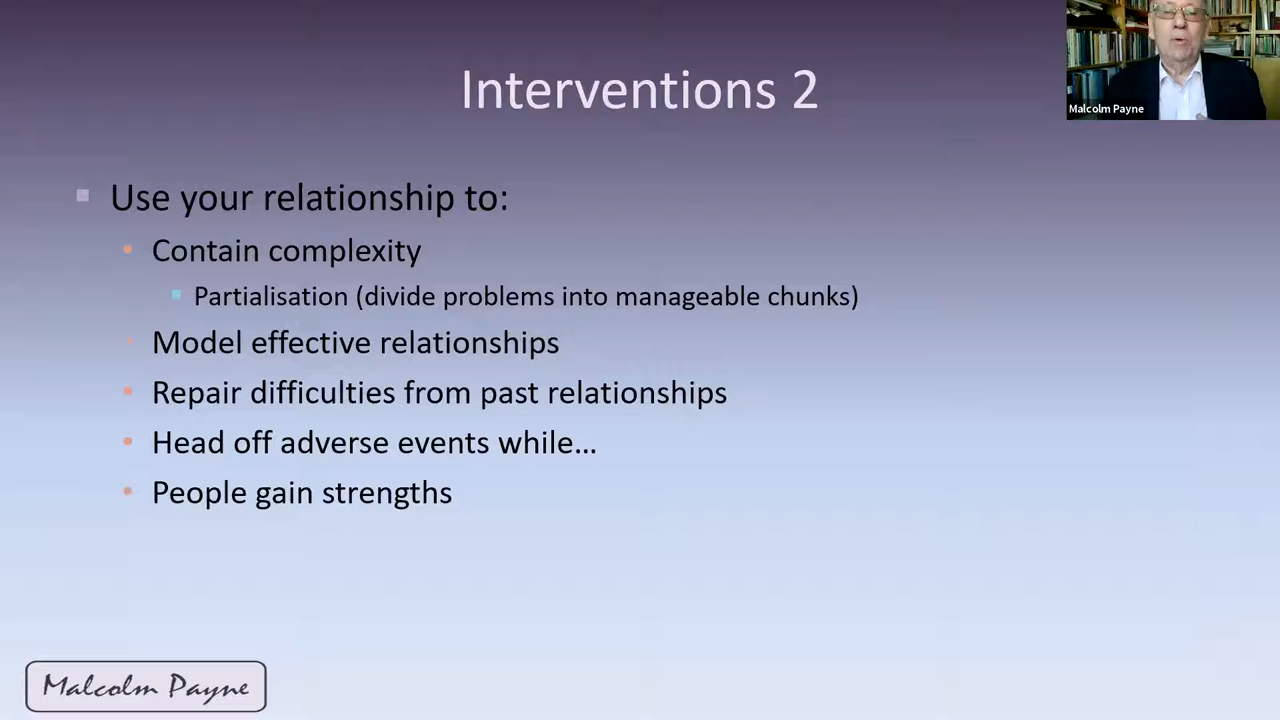 Interventions 2
Malcolm Payne
Use your relationship to:
Contain complexity
Partialisation (divide problems into manageable chunks)
Model effective relationships
Repair difficulties from past relationships
Head off adverse events while…
People gain strengths
Malcolm Payne